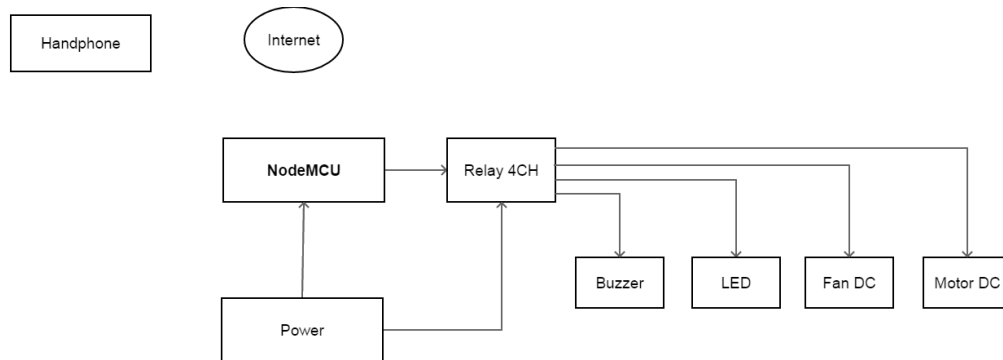 Handphone
Internet
NodeMCU
Relay 4CH
Buzzer
LED
Fan DC
Motor DC
Power